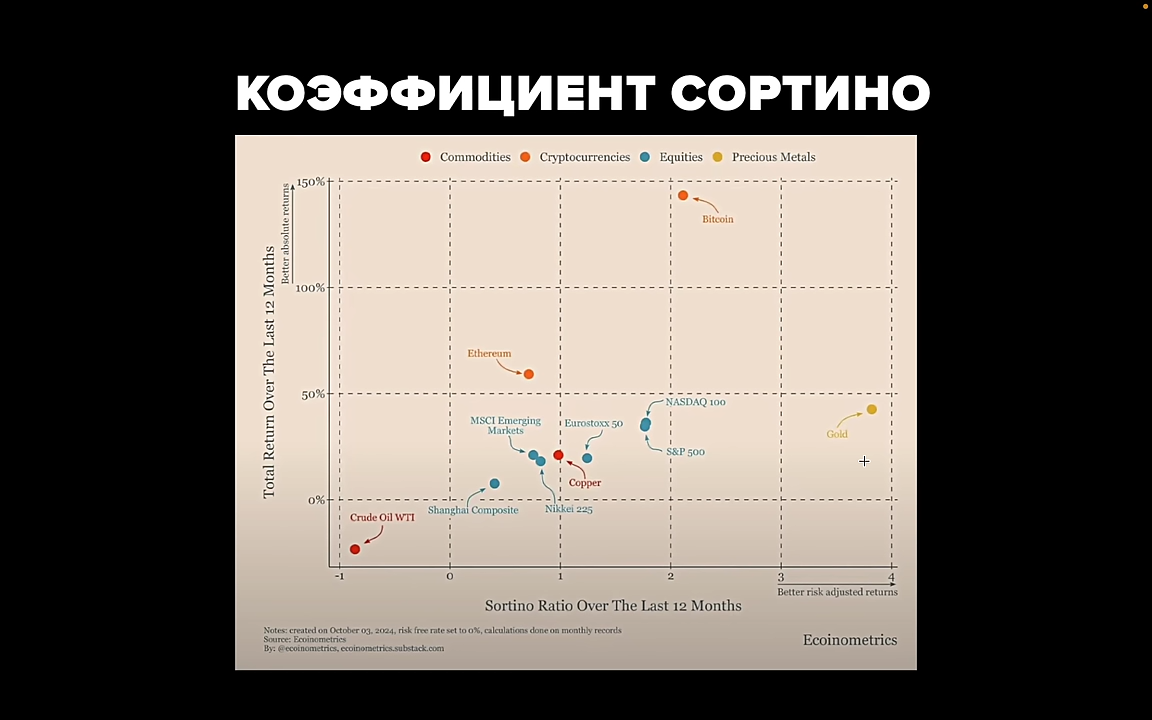 КОЭФФИЦИЕНТ СОРТИНО
Commodities Cryptocurrencies Equities Precious Metals
Total Return Over The Last 12 Months
Better absolute returns
150%
100%
50%
0%
Bitcoin
Ethereum
NASDAQ 100
MSCI Emerging
Markets
Eurostoxx 50
Gold
S&P 500
Copper
Shanghai Composite
Nikkei 225
Crude Oil WTI
-1 0 1 2 3 4
Better risk adjusted returns
Sortino Ratio Over The Last 12 Months
Notes: created on October 03, 2024, risk free rate set to 0%, calculations done on monthly records
Source: Ecoinometrics
By: @ecoinometrics, ecoinometrics.substack.com
Ecoinometrics